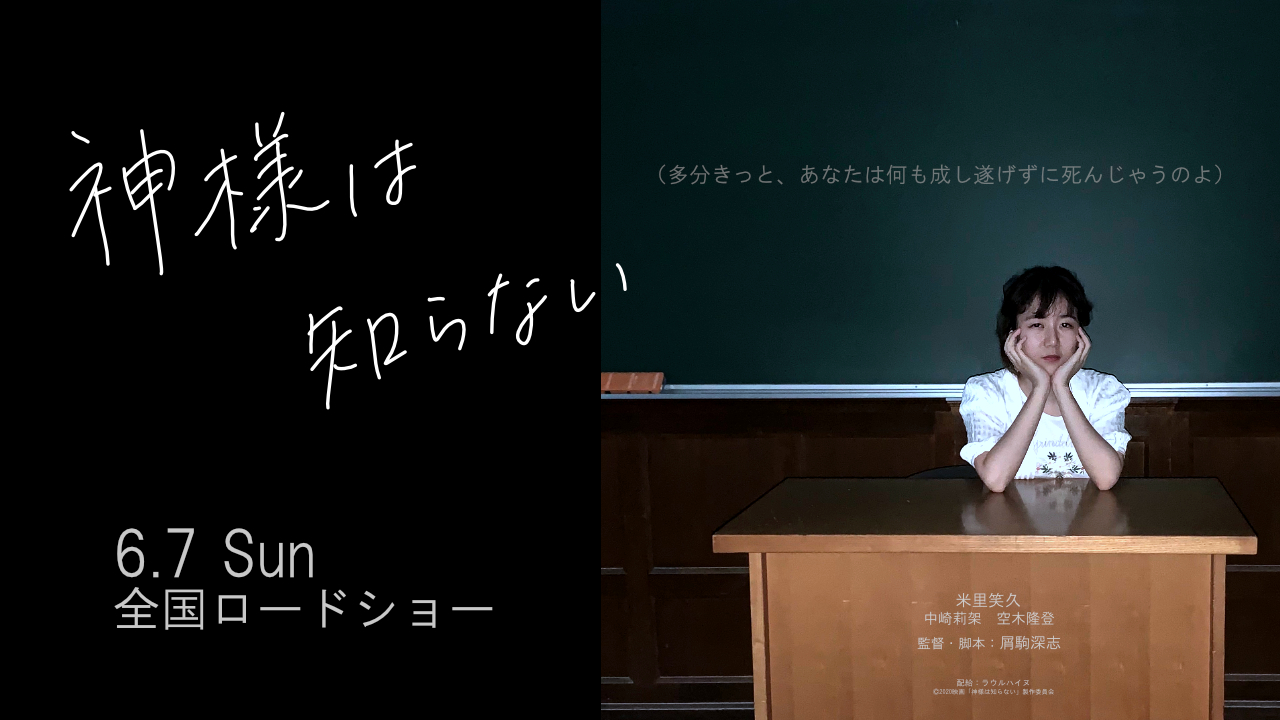 神様は
知らない
6.7 Sun
全国ロードショー
（多分きっと、あなたは何も成し遂げずに死んじゃうのよ）
米里笑久
中崎莉架　空木隆登
監督・脚本：屑駒深志
配給：ラウルハイヌ
©2020映画「神様は知らない」製作委員会